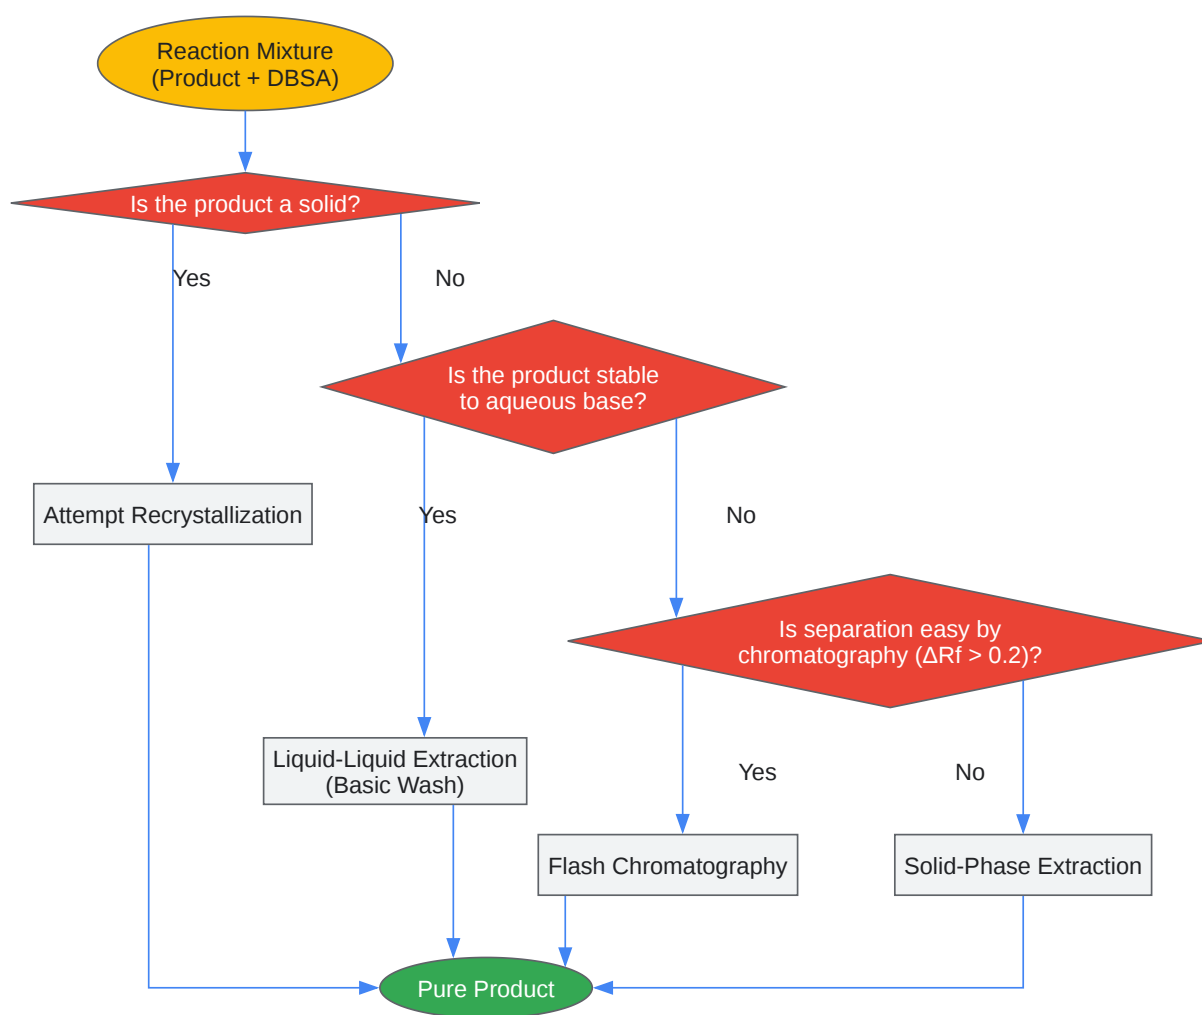 Reaction Mixture
(Product + DBSA)
Is the product a solid?
Yes
No
Is the product stable
to aqueous base?
Attempt Recrystallization
Yes
No
Is separation easy by
chromatography (ΔRf > 0.2)?
Liquid-Liquid Extraction
(Basic Wash)
Yes
No
Flash Chromatography
Solid-Phase Extraction
Pure Product